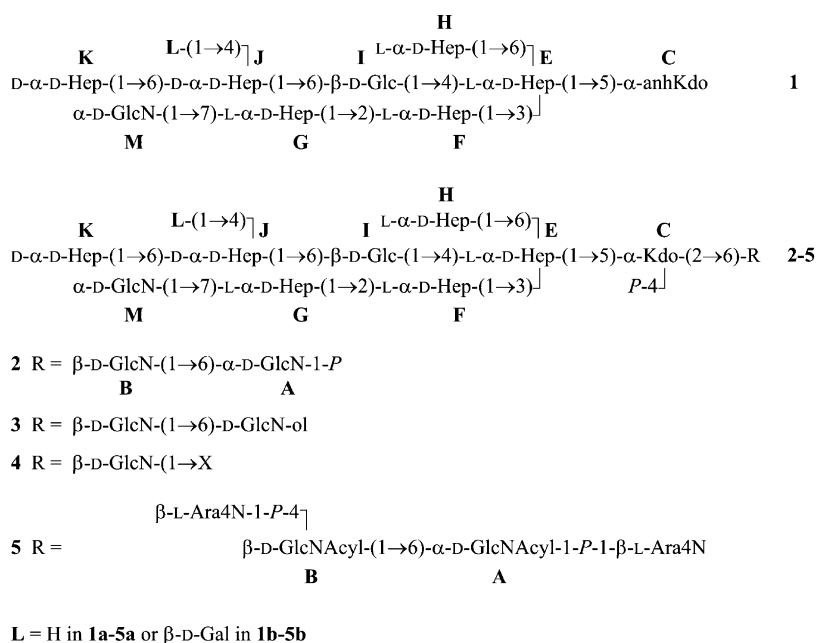 H
K L-(1→4) J I L-α-D-Hep-(1→6) E C
D-α-D-Hep-(1→6)-D-α-D-Hep-(1→6)-β-D-Glc-(1→4)-L-α-D-Hep-(1→5)-α-anhKdo 1
α-D-GlcN-(1→7)-L-α-D-Hep-(1→2)-L-α-D-Hep-(1→3)
M G F
H
K L-(1→4) J I L-α-D-Hep-(1→6) E C
D-α-D-Hep-(1→6)-D-α-D-Hep-(1→6)-β-D-Glc-(1→4)-L-α-D-Hep-(1→5)-α-Kdo-(2→6)-R 2-5
α-D-GlcN-(1→7)-L-α-D-Hep-(1→2)-L-α-D-Hep-(1→3) P-4
M G F
2 R = β-D-GlcN-(1→6)-α-D-GlcN-1-P
B A
3 R = β-D-GlcN-(1→6)-D-GlcN-ol
4 R = β-D-GlcN-(1→X
β-L-Ara4N-1-P-4
5 R = β-D-GlcNAcyl-(1→6)-α-D-GlcNAcyl-1-P-1-β-L-Ara4N
B A
L = H in 1a-5a or β-D-Gal in 1b-5b